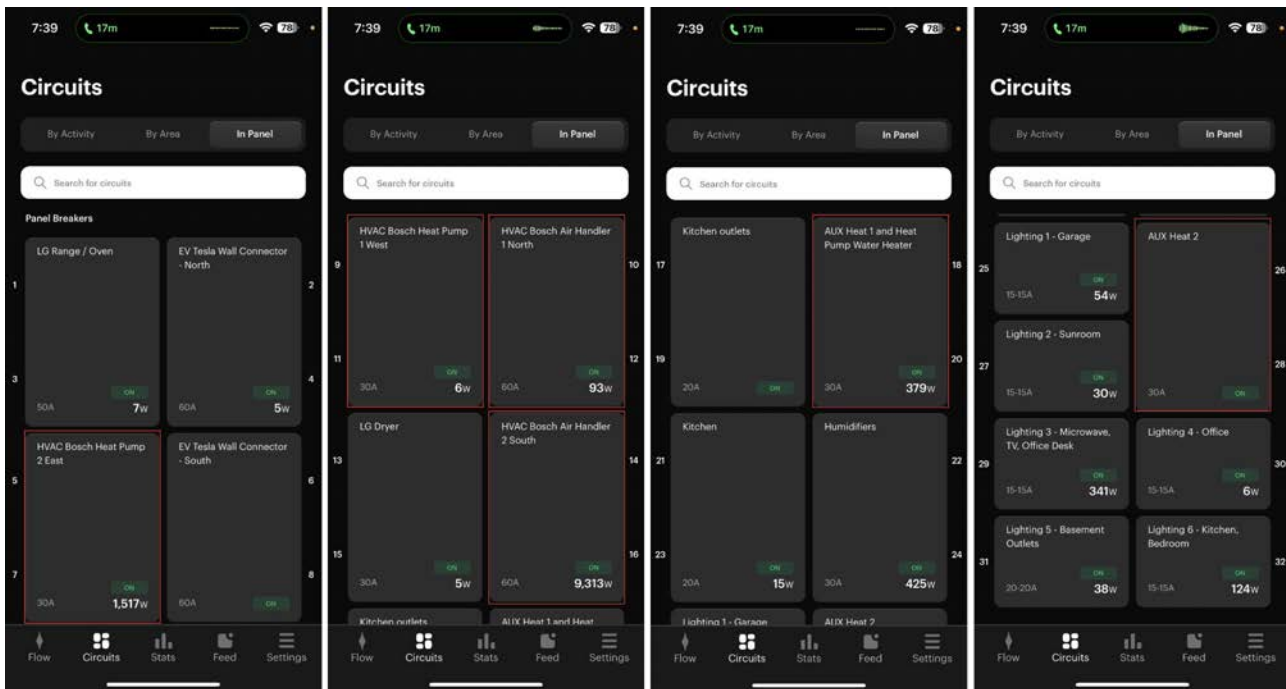 7:39
17m
78
Circuits
By Activity
By Area
In Panel
Search for circuits
Panel Breakers
LG Range / Oven
EV Tesla Wall Connector
- North
1
2
3
4
ON
ON
50A
7w
60A
5w
HVAC Bosch Heat Pump
2 East
EV Tesla Wall Connector
- South
5
6
7
8
ON
30A
1,517w
60A
ON
Flow
Circuits
Stats
Feed
Settings
7:39
17m
78
Circuits
By Activity
By Area
In Panel
Search for circuits
HVAC Bosch Heat Pump
1 West
HVAC Bosch Air Handler
1 North
9
10
11
12
ON
ON
30A
6w
60A
93w
LG Dryer
HVAC Bosch Air Handler
2 South
13
14
15
16
ON
ON
30A
5w
60A
9,313w
Kitchen outlets
AUX Heat 1 and Heat
Flow
Circuits
Stats
Feed
Settings
7:39
17m
78
Circuits
By Activity
By Area
In Panel
Search for circuits
Kitchen outlets
AUX Heat 1 and Heat
Pump Water Heater
17
18
19
20
ON
20A
ON
30A
379w
Kitchen
Humidifiers
21
22
23
24
ON
ON
20A
15w
30A
425w
Lighting 1 - Garage
AUX Heat 2
Flow
Circuits
Stats
Feed
Settings
7:39
17m
78
Circuits
By Activity
By Area
In Panel
Search for circuits
Lighting 1 - Garage
AUX Heat 2
25
26
ON
15-15A
54w
Lighting 2 - Sunroom
27
28
ON
15-15A
30w
30A
ON
Lighting 3 - Microwave,
TV, Office Desk
Lighting 4 - Office
29
30
ON
ON
15-15A
341w
15-15A
6w
Lighting 5 - Basement
Outlets
Lighting 6 - Kitchen,
Bedroom
31
32
ON
ON
20-20A
38w
15-15A
124w
Flow
Circuits
Stats
Feed
Settings